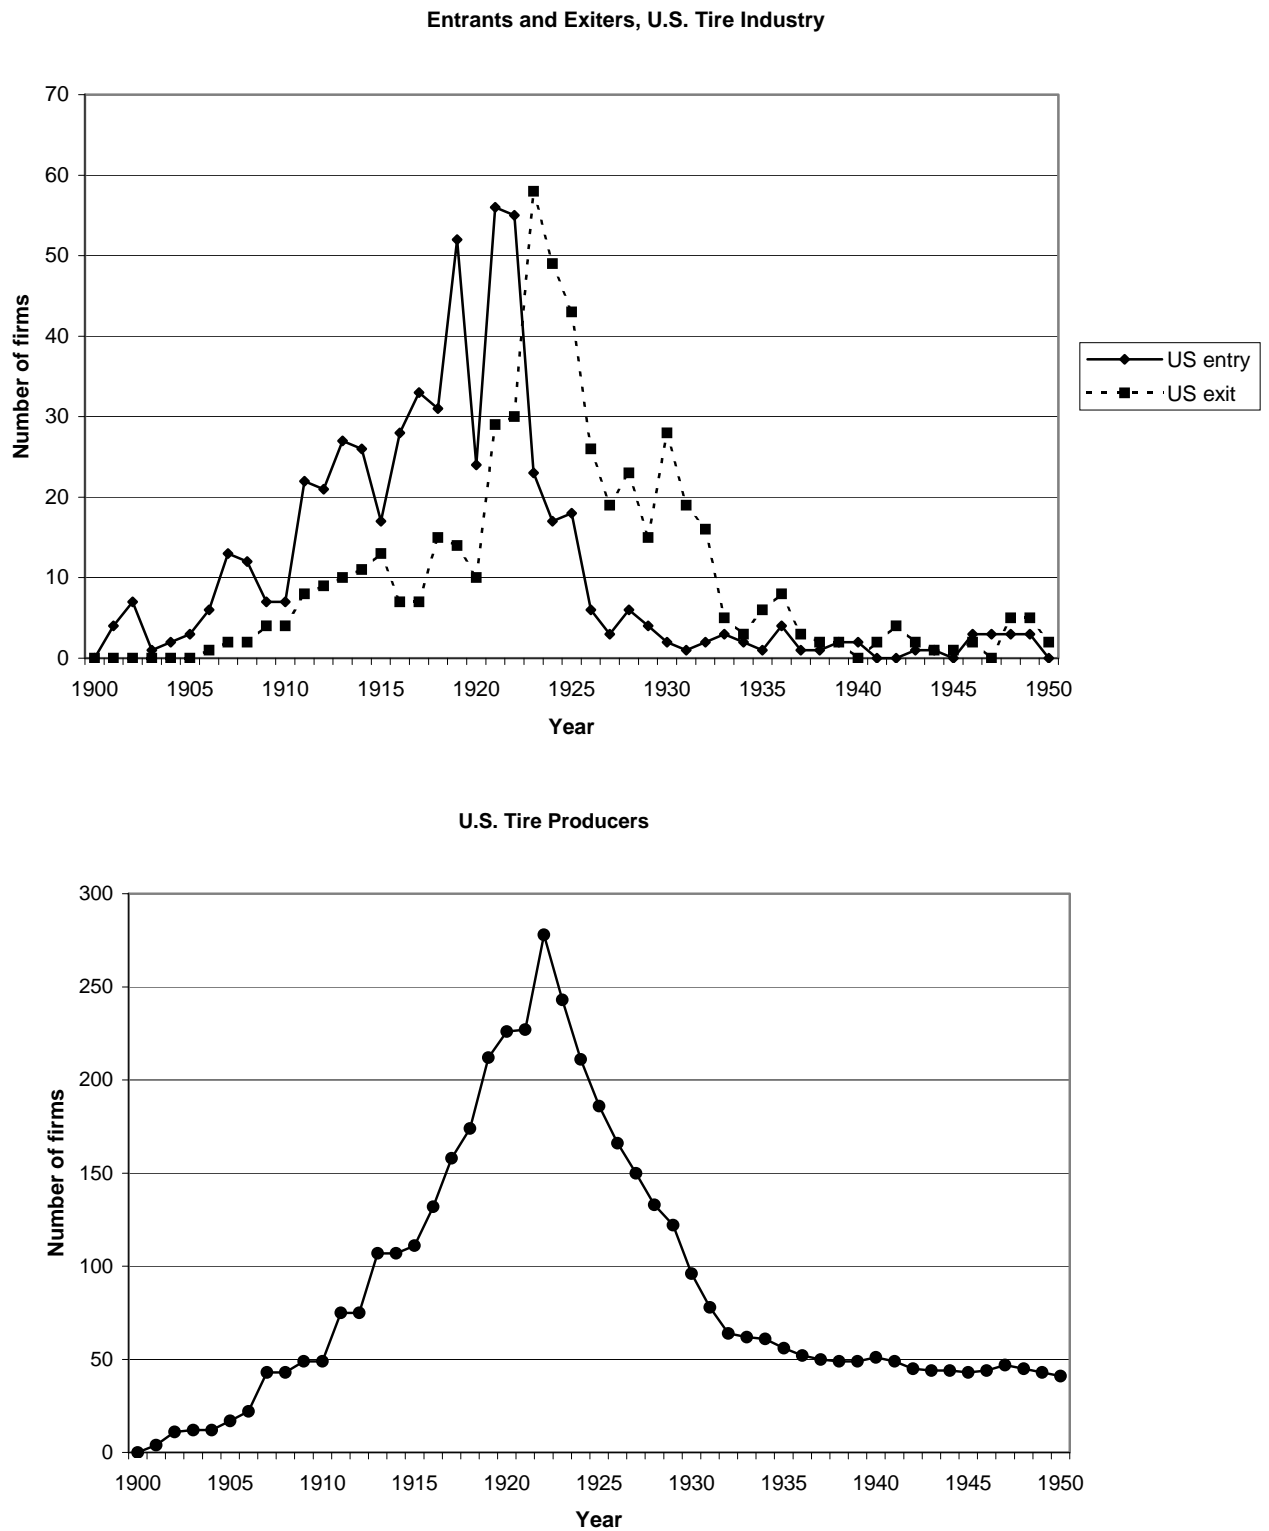 Entrants and Exiters, U.S. Tire Industry
70
60
50
40
30
20
10
0
Number of firms
1900 1905 1910 1915 1920 1925 1930 1935 1940 1945 1950
Year
US entry
US exit
U.S. Tire Producers
300
250
200
150
100
50
0
Number of firms
1900 1905 1910 1915 1920 1925 1930 1935 1940 1945 1950
Year